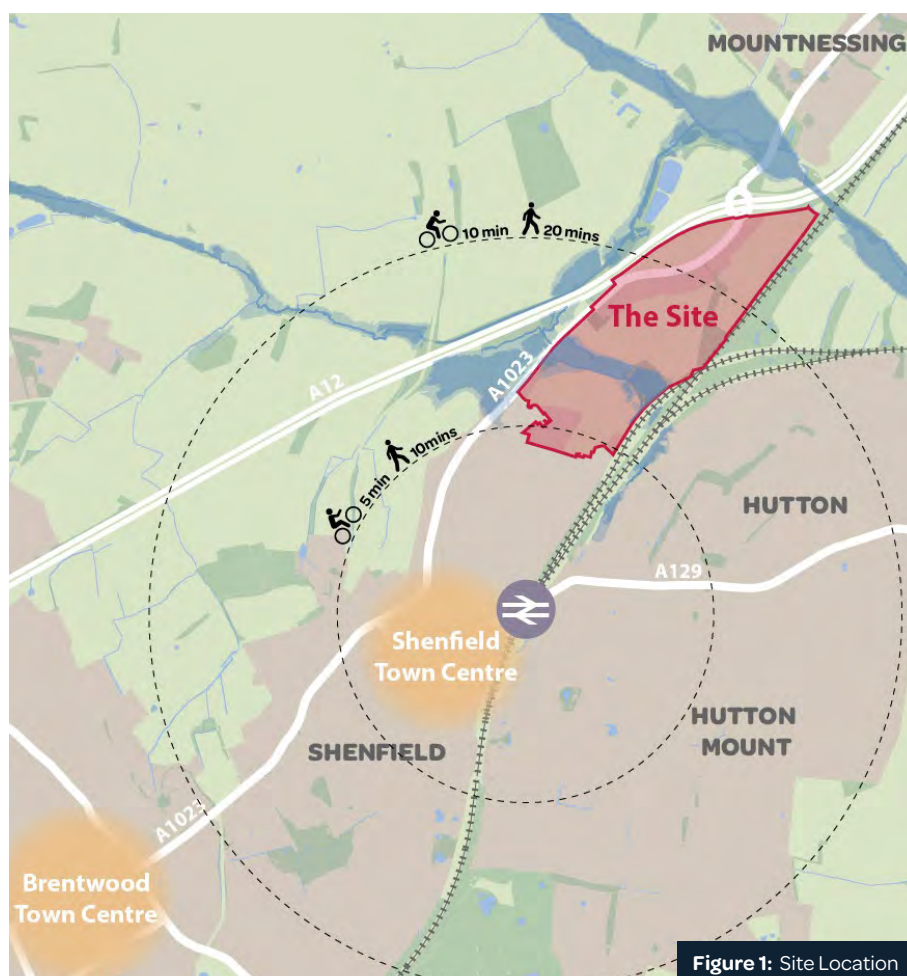 MOUNTNESSING
10 min 20 mins
The Site
A12
A1023
5 min 10mins
HUTTON
A129
Shenfield
Town Centre
HUTTON
MOUNT
SHENFIELD
A1023
Brentwood
Town Centre
Figure 1: Site Location